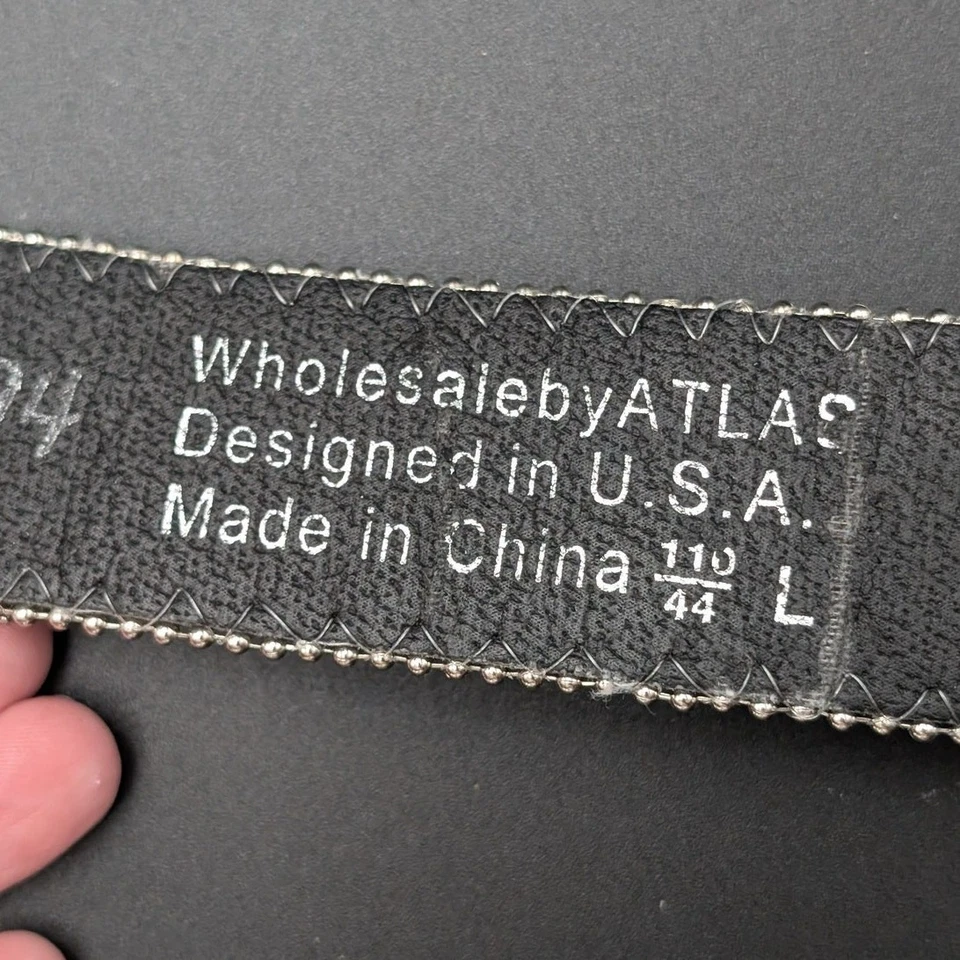 WholesalebyATLAS
Designed in U.S.A.
Made in China 110/44 L